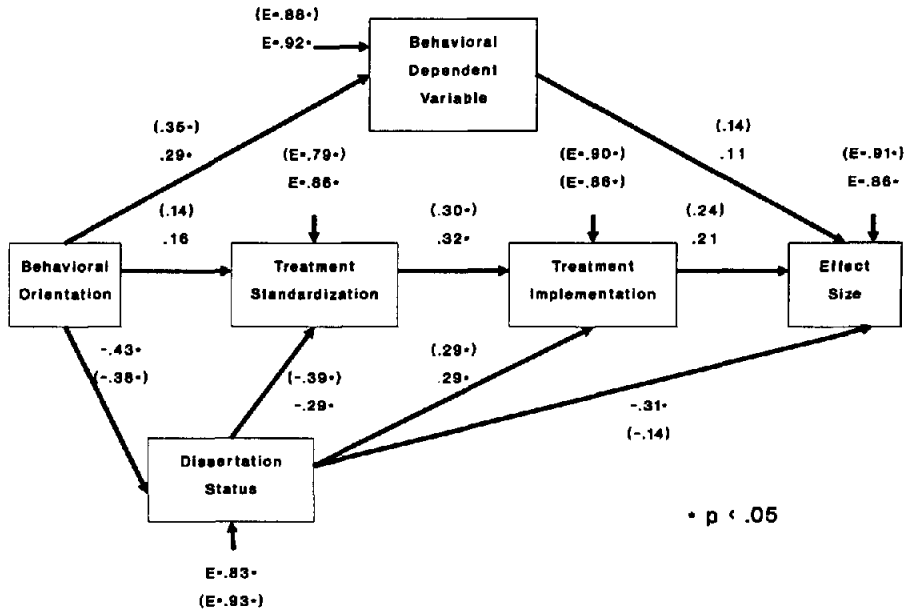 (E=.88*)
E=.92*
Behavioral
Dependent
Variable
(.35*)
.29*
(.14)
.11
(E=.79*)
E=.85*
(E=.90*)
(E=.86*)
(E=.91*)
E=.86*
(.14)
.16
(.30*)
.32*
(.24)
.21
Behavioral
Orientation
Treatment
Standardization
Treatment
Implementation
Effect
Size
-.43*
(-.38*)
(-.39*)
-.29*
(.29*)
.29*
-.31*
(-.14)
Dissertation
Status
* p < .05
E=.83*
(E=.93*)